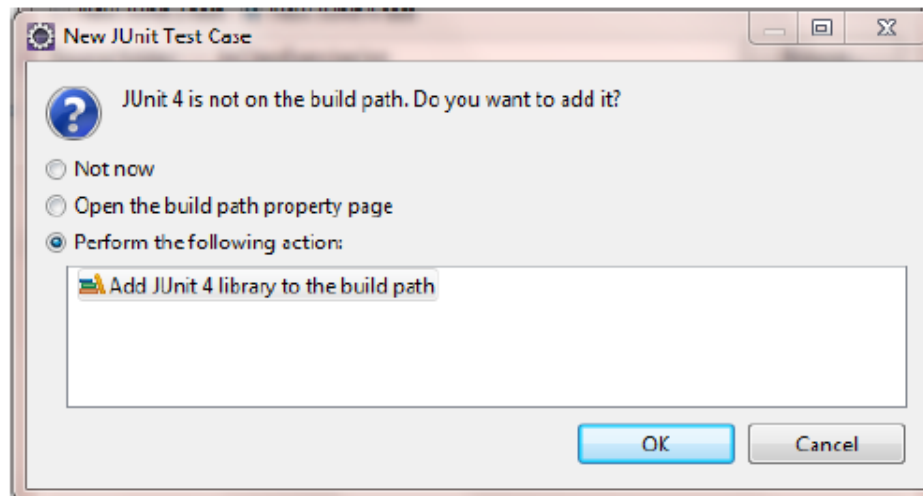 New JUnit Test Case
JUnit 4 is not on the build path. Do you want to add it?
Not now
Open the build path property page
Perform the following action:
Add JUnit 4 library to the build path
OK
Cancel